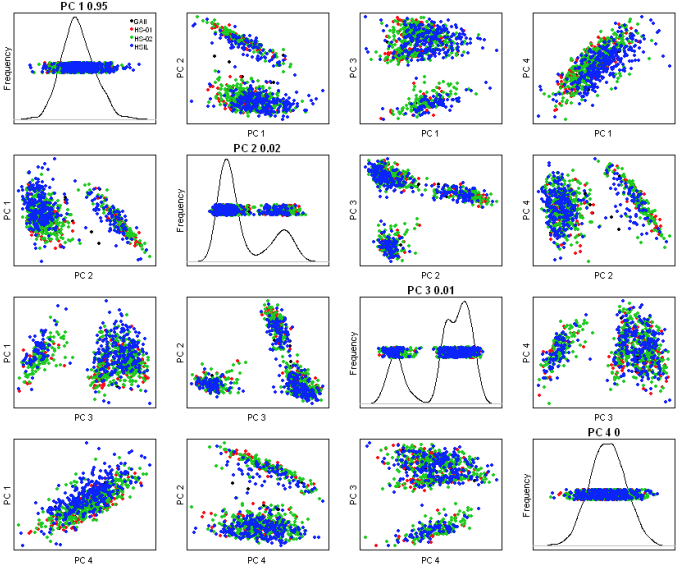 PC 1 0.95
GAII
HS-01
HS-02
HSIL
Frequency
PC 2
PC 1
PC 3
PC 1
PC 4
PC 1
PC 2 0.02
PC 1
PC 2
Frequency
PC 3
PC 2
PC 4
PC 2
PC 3 0.01
PC 1
PC 3
PC 2
PC 3
Frequency
PC 4
PC 3
PC 4 0
PC 1
PC 4
PC 2
PC 4
PC 3
PC 4
Frequency